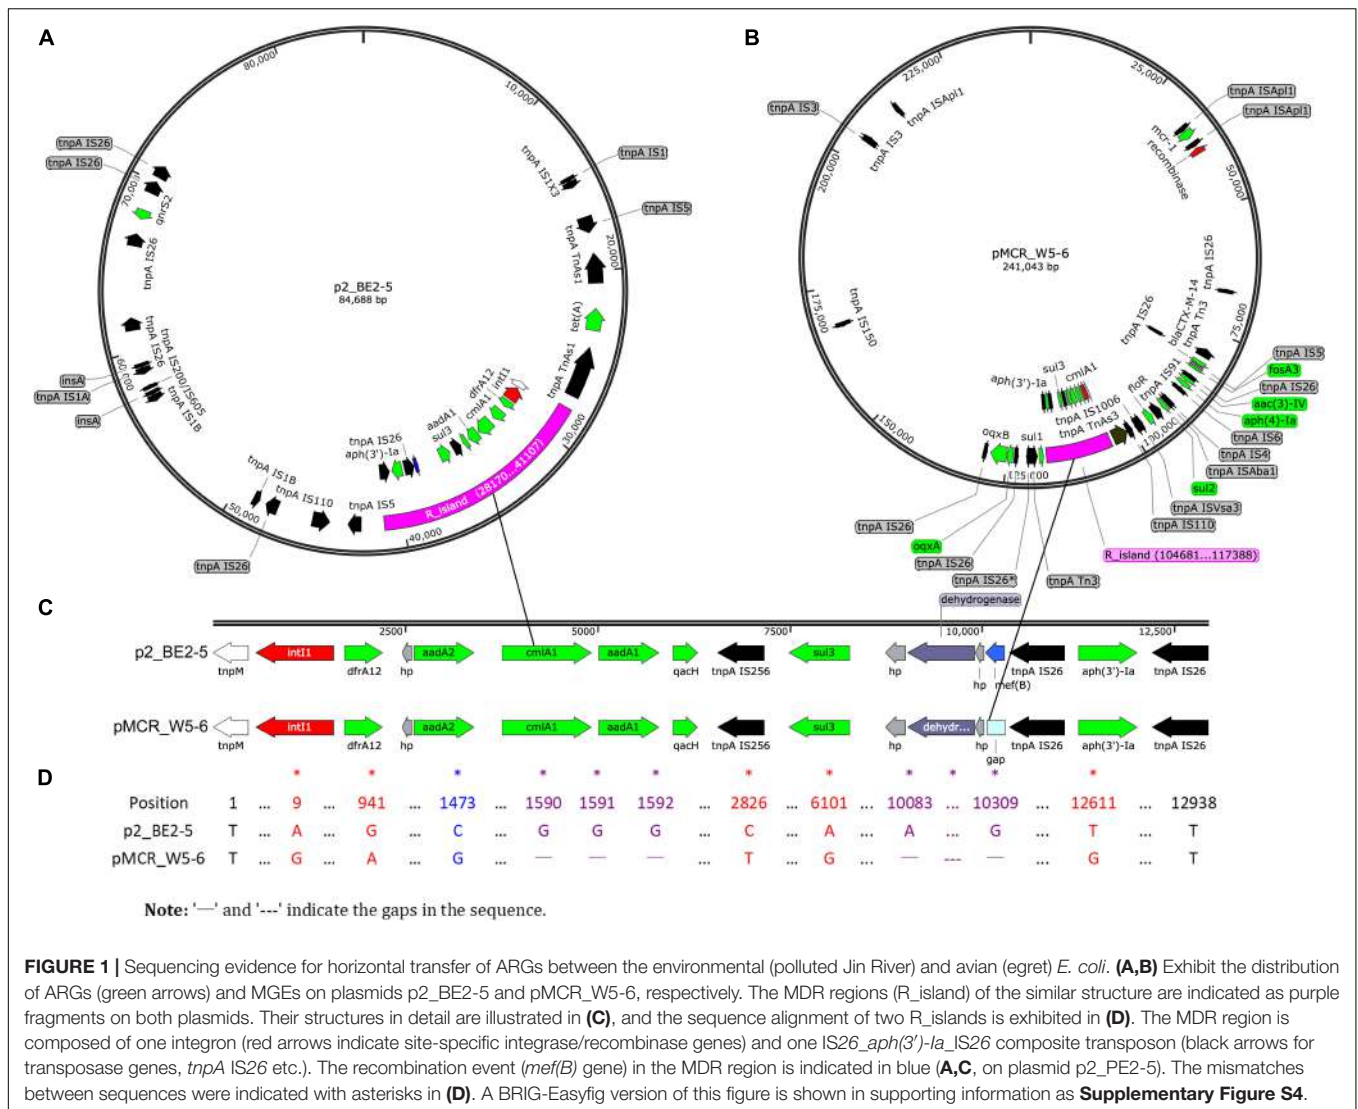 A
B
80,000
10,000
tnpA IS26
tnpA IS26
70,000
qnrS2
tnpA IS26
tnpA IS1X3
tnpA IS1
tnpA IS5
20,000
tnpA TnAs1
tet(A)
tnpA TnAs1
p2_BE2-5
84,688 bp
tnpA IS26
tnpA IS200/IS605
tnpA IS1B
60,000
insA
tnpA IS1A
insA
dfrA12
intI1
cmlA1
aadA1
sul3
tnpA IS26
aph(3')-Ia
30,000
R_island (28170...41107)
tnpA IS1B
tnpA IS110
tnpA IS5
50,000
40,000
tnpA IS26
225,000
25,000
tnpA IS3
tnpA ISApl1
tnpA IS3
tnpA ISApl1
tnpA ISApl1
mcr-1
recombinase
200,000
50,000
pMCR_W5-6
241,043 bp
tnpA IS26
175,000
tnpA IS150
tnpA IS26
blaCTX-M-14
tnpA Tn3
75,000
tnpA IS5
fosA3
tnpA IS26
aac(3)-IV
aph(4)-Ia
tnpA IS6
tnpA IS4
tnpA ISAba1
sul2
tnpA ISVsa3
tnpA IS110
sul3
cmlA1
aph(3')-Ia
floR
tnpA IS91
tnpA IS1006
tnpA TnAs3
100,000
150,000
oqxB
sul1
tnpA IS26
oqxA
tnpA IS26
tnpA IS26*
tnpA Tn3
R_island (104681...117388)
C
dehydrogenase
2500 5000 7500 10,000 12,500
p2_BE2-5
intI1 aadA2 cmlA1 aadA1 sul3
tnpM dfrA12 hp qacH tnpA IS256 hp hp mef(B) tnpA IS26 aph(3')-Ia tnpA IS26
pMCR_W5-6
intI1 aadA2 cmlA1 aadA1 sul3 dehydr...
tnpM dfrA12 hp qacH tnpA IS256 hp hp gap tnpA IS26 aph(3')-Ia tnpA IS26
D
* * * * * * * * * * * *
Position 1 ... 9 ... 941 ... 1473 ... 1590 1591 1592 ... 2826 ... 6101 ... 10083 ... 10309 ... 12611 ... 12938
p2_BE2-5 T ... A ... G ... C ... G G G ... C ... A ... A ... G ... T ... T
pMCR_W5-6 T ... G ... A ... G ... — — — ... T ... G ... — --- — ... G ... T
Note: '—' and '---' indicate the gaps in the sequence.
FIGURE 1 | Sequencing evidence for horizontal transfer of ARGs between the environmental (polluted Jin River) and avian (egret) E. coli. (A,B) Exhibit the distribution
of ARGs (green arrows) and MGEs on plasmids p2_BE2-5 and pMCR_W5-6, respectively. The MDR regions (R_island) of the similar structure are indicated as purple
fragments on both plasmids. Their structures in detail are illustrated in (C), and the sequence alignment of two R_islands is exhibited in (D). The MDR region is
composed of one integron (red arrows indicate site-specific integrase/recombinase genes) and one IS26_aph(3′)-Ia_IS26 composite transposon (black arrows for
transposase genes, tnpA IS26 etc.). The recombination event (mef(B) gene) in the MDR region is indicated in blue (A,C, on plasmid p2_PE2-5). The mismatches
between sequences were indicated with asterisks in (D). A BRIG-Easyfig version of this figure is shown in supporting information as Supplementary Figure S4.